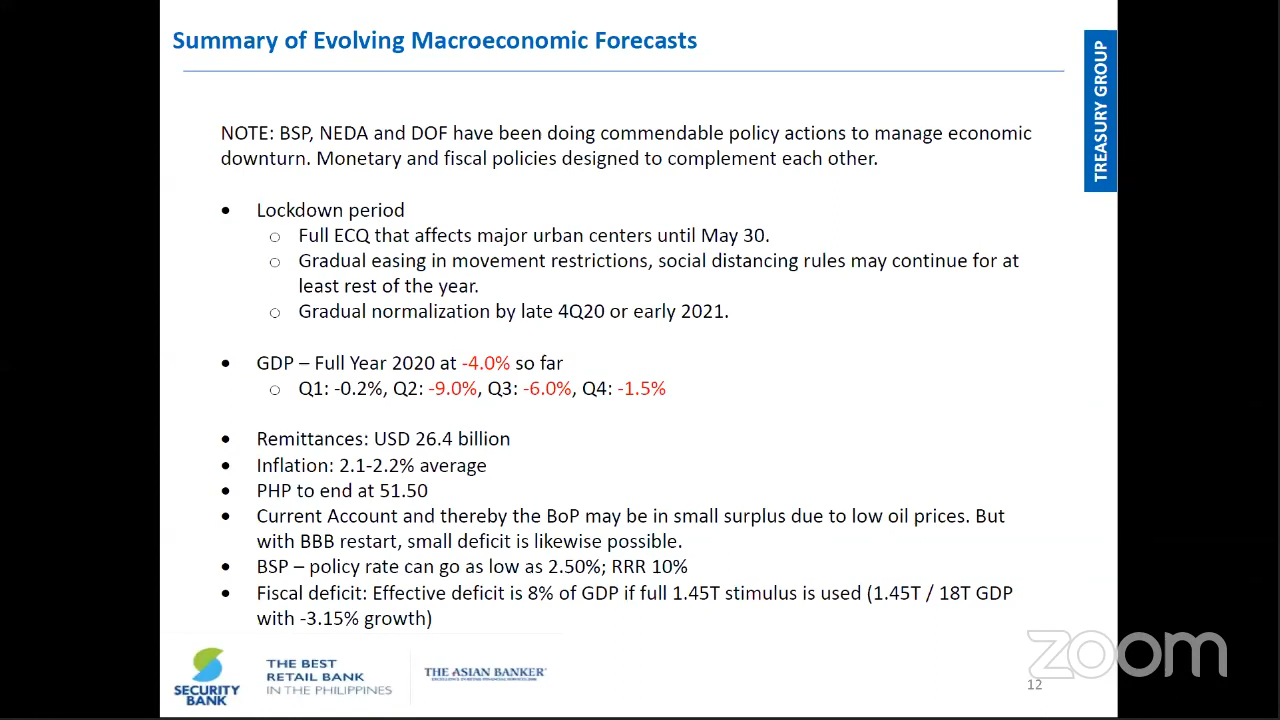 Summary of Evolving Macroeconomic Forecasts
TREASURY GROUP
NOTE: BSP, NEDA and DOF have been doing commendable policy actions to manage economic
downturn. Monetary and fiscal policies designed to complement each other.
• Lockdown period
○ Full ECQ that affects major urban centers until May 30.
○ Gradual easing in movement restrictions, social distancing rules may continue for at
least rest of the year.
○ Gradual normalization by late 4Q20 or early 2021.
• GDP – Full Year 2020 at -4.0% so far
○ Q1: -0.2%, Q2: -9.0%, Q3: -6.0%, Q4: -1.5%
• Remittances: USD 26.4 billion
• Inflation: 2.1-2.2% average
• PHP to end at 51.50
• Current Account and thereby the BoP may be in small surplus due to low oil prices. But
with BBB restart, small deficit is likewise possible.
• BSP – policy rate can go as low as 2.50%; RRR 10%
• Fiscal deficit: Effective deficit is 8% of GDP if full 1.45T stimulus is used (1.45T / 18T GDP
with -3.15% growth)
SECURITY
BANK
THE BEST
RETAIL BANK
IN THE PHILIPPINES
THE ASIAN BANKER
zoom
12